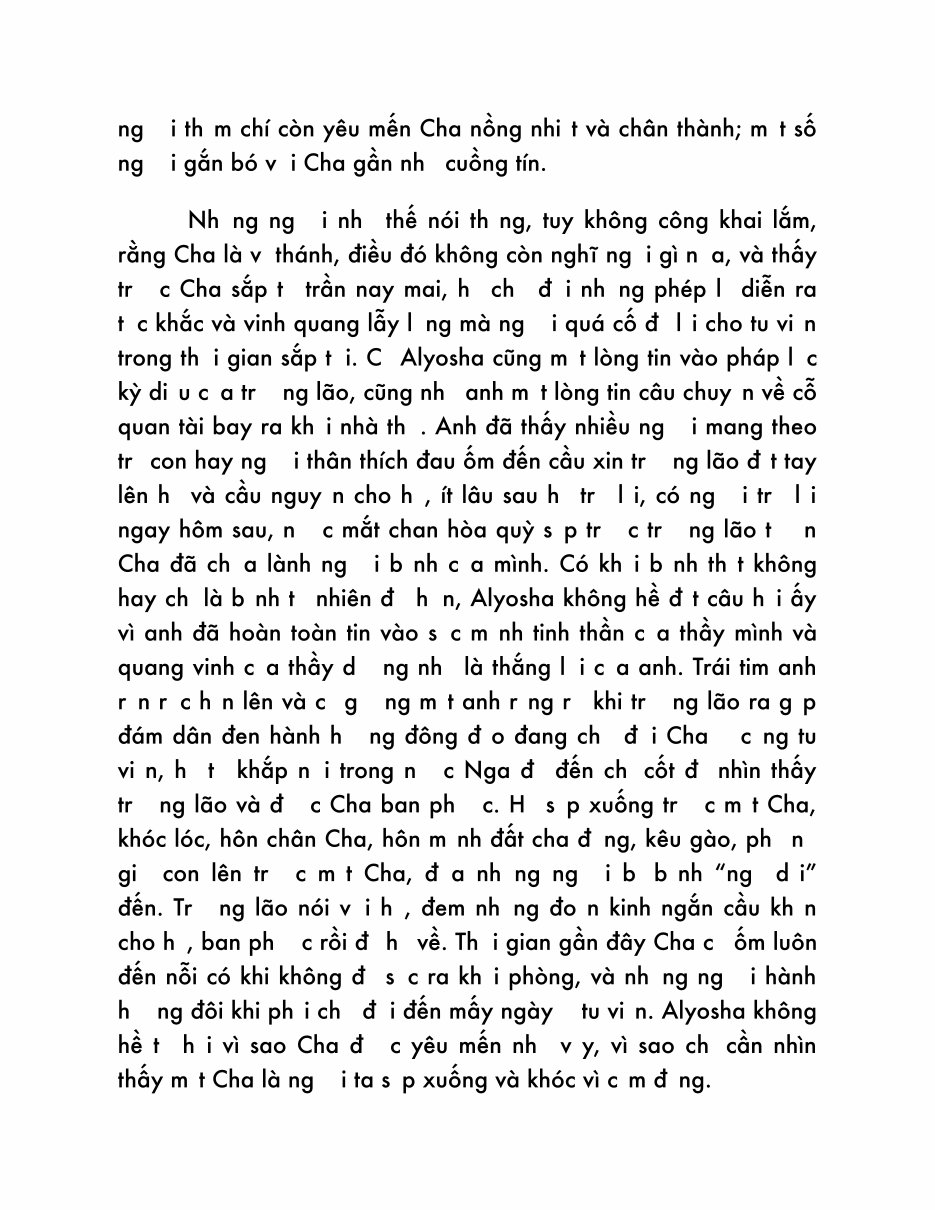 ng i th m chí còn yêu mến Cha nồng nhi t và chân thành; m t số
ng i gắn bó v i Cha gần nh cuồng tín.
Nh ng ng i nh thế nói th ng, tuy không công khai lắm,
rằng Cha là v thánh, điều đó không còn nghĩ ng i gì n a, và thấy
tr c Cha sắp t trần nay mai, h ch đ i nh ng phép l diễn ra
t c khắc và vinh quang lẫy l ng mà ng i quá cố đ l i cho tu vi n
trong th i gian sắp t i. C Alyosha cũng m t lòng tin vào pháp l c
kỳ di u c a tr ng lão, cũng nh anh m t lòng tin câu chuy n về cỗ
quan tài bay ra kh i nhà th . Anh đã thấy nhiều ng i mang theo
tr con hay ng i thân thích đau ốm đến cầu xin tr ng lão đ t tay
lên h và cầu nguy n cho h , ít lâu sau h tr l i, có ng i tr l i
ngay hôm sau, n c mắt chan hòa quỳ s p tr c tr ng lão t n
Cha đã ch a lành ng i b nh c a mình. Có kh i b nh th t không
hay ch là b nh t nhiên đ h n, Alyosha không hề đ t câu h i ấy
vì anh đã hoàn toàn tin vào s c m nh tinh thần c a thầy mình và
quang vinh c a thầy d ng nh là thắng l i c a anh. Trái tim anh
r n r c h n lên và c g ng m t anh r ng r khi tr ng lão ra g p
đám dân đen hành h ng đông đ o đang ch đ i Cha c ng tu
vi n, h t khắp n i trong n c Nga đ đến ch cốt đ nhìn thấy
tr ng lão và đ c Cha ban ph c. H s p xuống tr c m t Cha,
khóc lóc, hôn chân Cha, hôn m nh đất cha đ ng, kêu gào, ph n
gi con lên tr c m t Cha, đ a nh ng ng i b b nh “ng d i”
đến. Tr ng lão nói v i h , đem nh ng đo n kinh ngắn cầu kh n
cho h , ban ph c rồi đ h về. Th i gian gần đây Cha c ốm luôn
đến nỗi có khi không đ s c ra kh i phòng, và nh ng ng i hành
h ng đôi khi ph i ch đ i đến mấy ngày tu vi n. Alyosha không
hề t h i vì sao Cha đ c yêu mến nh v y, vì sao ch cần nhìn
thấy m t Cha là ng i ta s p xuống và khóc vì c m đ ng.